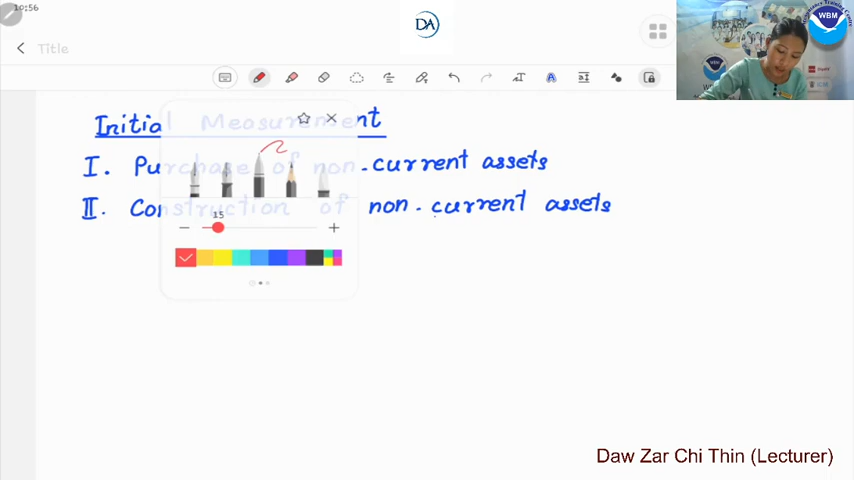 10:56
DA
WBM
Title
WBM
Initial Measurement
I. Purchase of non-current assets
15
II. Construction of non-current assets
Daw Zar Chi Thin (Lecturer)